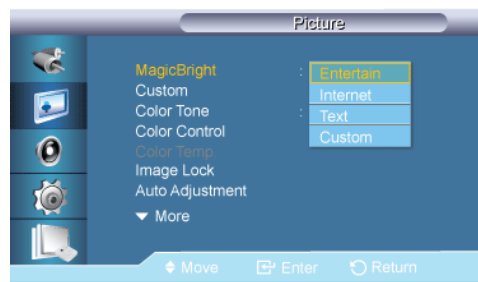 Picture
MagicBright : Entertain
Custom Internet
Color Tone : Text
Color Control Custom
Color Temp.
Image Lock
Auto Adjustment
More
Move Enter Return